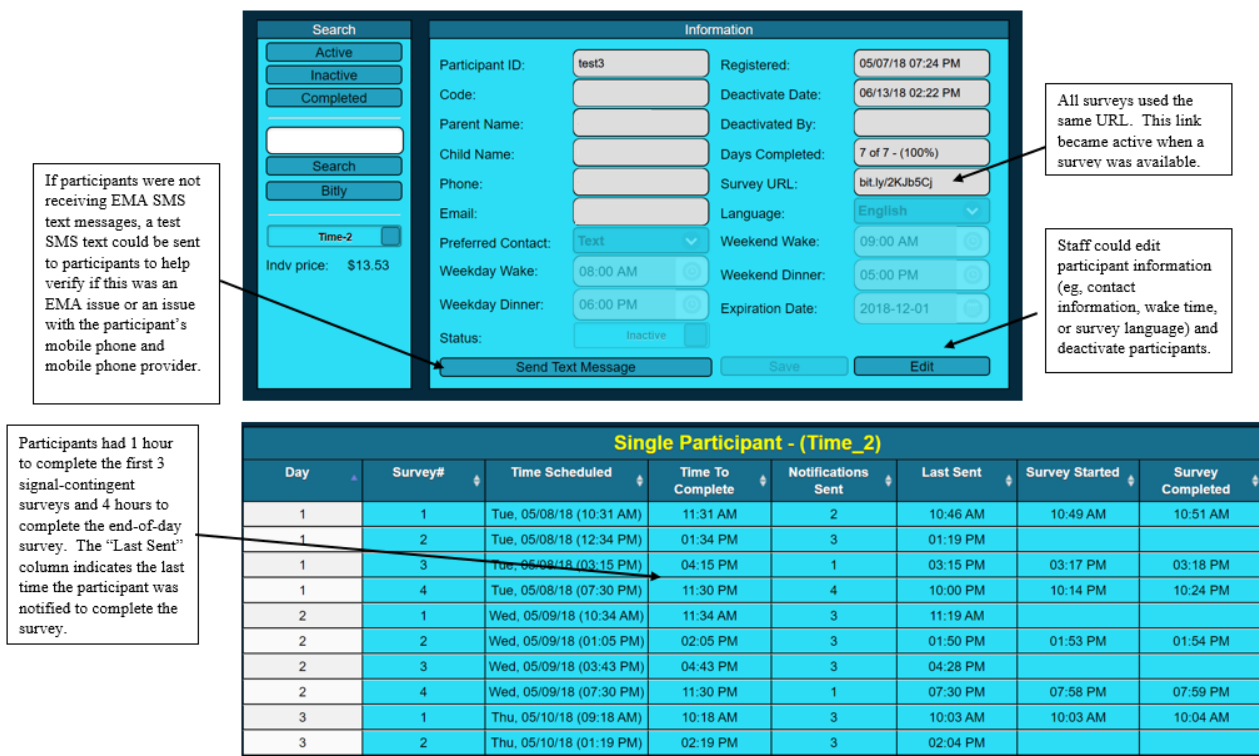 Search
Active
Inactive
Completed
Search
Bitly
Time-2
Indv price: $13.53
Information
Participant ID: test3 Registered: 05/07/18 07:24 PM
Code: Deactivate Date: 06/13/18 02:22 PM
Parent Name: Deactivated By:
Child Name: Days Completed: 7 of 7 - (100%)
Phone: Survey URL: bit.ly/2KJb5Cj
Email: Language: English
Preferred Contact: Text Weekend Wake: 09:00 AM
Weekday Wake: 08:00 AM Weekend Dinner: 05:00 PM
Weekday Dinner: 06:00 PM Expiration Date: 2018-12-01
Status: Inactive
Send Text Message Save Edit
If participants were not
receiving EMA SMS
text messages, a test
SMS text could be sent
to participants to help
verify if this was an
EMA issue or an issue
with the participant's
mobile phone and
mobile phone provider.
All surveys used the
same URL. This link
became active when a
survey was available.
Staff could edit
participant information
(eg, contact
information, wake time,
or survey language) and
deactivate participants.
Participants had 1 hour
to complete the first 3
signal-contingent
surveys and 4 hours to
complete the end-of-day
survey. The “Last Sent”
column indicates the last
time the participant was
notified to complete the
survey.
Single Participant - (Time_2)
Day Survey# Time Scheduled Time To Complete Notifications Sent Last Sent Survey Started Survey Completed
1 1 Tue, 05/08/18 (10:31 AM) 11:31 AM 2 10:46 AM 10:49 AM 10:51 AM
1 2 Tue, 05/08/18 (12:34 PM) 01:34 PM 3 01:19 PM
1 3 Tue, 05/08/18 (03:15 PM) 04:15 PM 1 03:15 PM 03:17 PM 03:18 PM
1 4 Tue, 05/08/18 (07:30 PM) 11:30 PM 4 10:00 PM 10:14 PM 10:24 PM
2 1 Wed, 05/09/18 (10:34 AM) 11:34 AM 3 11:19 AM
2 2 Wed, 05/09/18 (01:05 PM) 02:05 PM 3 01:50 PM 01:53 PM 01:54 PM
2 3 Wed, 05/09/18 (03:43 PM) 04:43 PM 3 04:28 PM
2 4 Wed, 05/09/18 (07:30 PM) 11:30 PM 1 07:30 PM 07:58 PM 07:59 PM
3 1 Thu, 05/10/18 (09:18 AM) 10:18 AM 3 10:03 AM 10:03 AM 10:04 AM
3 2 Thu, 05/10/18 (01:19 PM) 02:19 PM 3 02:04 PM